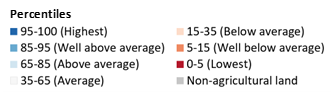 Percentiles
95-100 (Highest)
85-95 (Well above average)
65-85 (Above average)
35-65 (Average)
15-35 (Below average)
5-15 (Well below average)
0-5 (Lowest)
Non-agricultural land